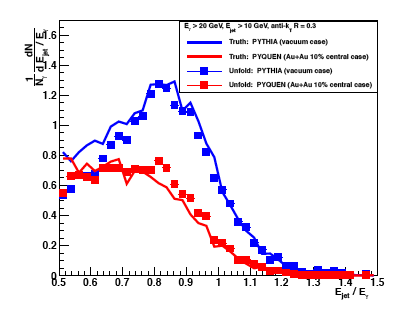 E_γ > 20 GeV, E_jet > 10 GeV, anti-k_T R = 0.3
Truth: PYTHIA (vacuum case)
Truth: PYQUEN (Au+Au 10% central case)
Unfold: PYTHIA (vacuum case)
Unfold: PYQUEN (Au+Au 10% central case)
1/N_γ dN/d E_jet / E_γ
1.6
1.4
1.2
1
0.8
0.6
0.4
0.2
0
0.5 0.6 0.7 0.8 0.9 1 1.1 1.2 1.3 1.4 1.5
E_jet / E_γ